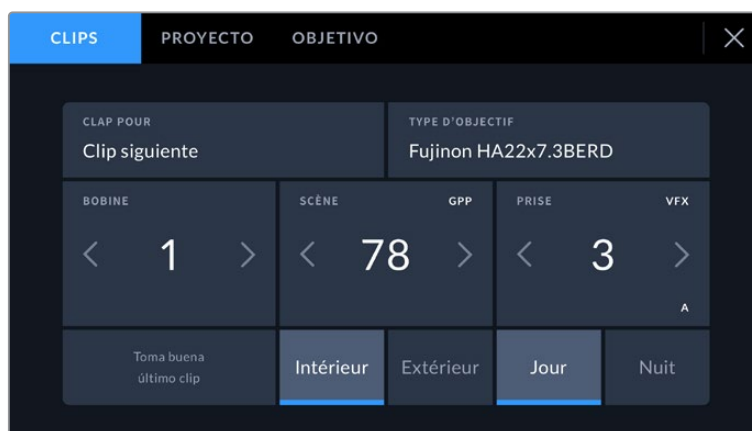 CLIPS PROYECTO OBJETIVO
CLAP POUR TYPE D'OBJECTIF
Clip siguiente Fujinon HA22x7.3BERD
BOBINE SCÈNE GPP PRISE VFX
1 78 3
A
Toma buena
último clip
Intérieur Extérieur Jour Nuit